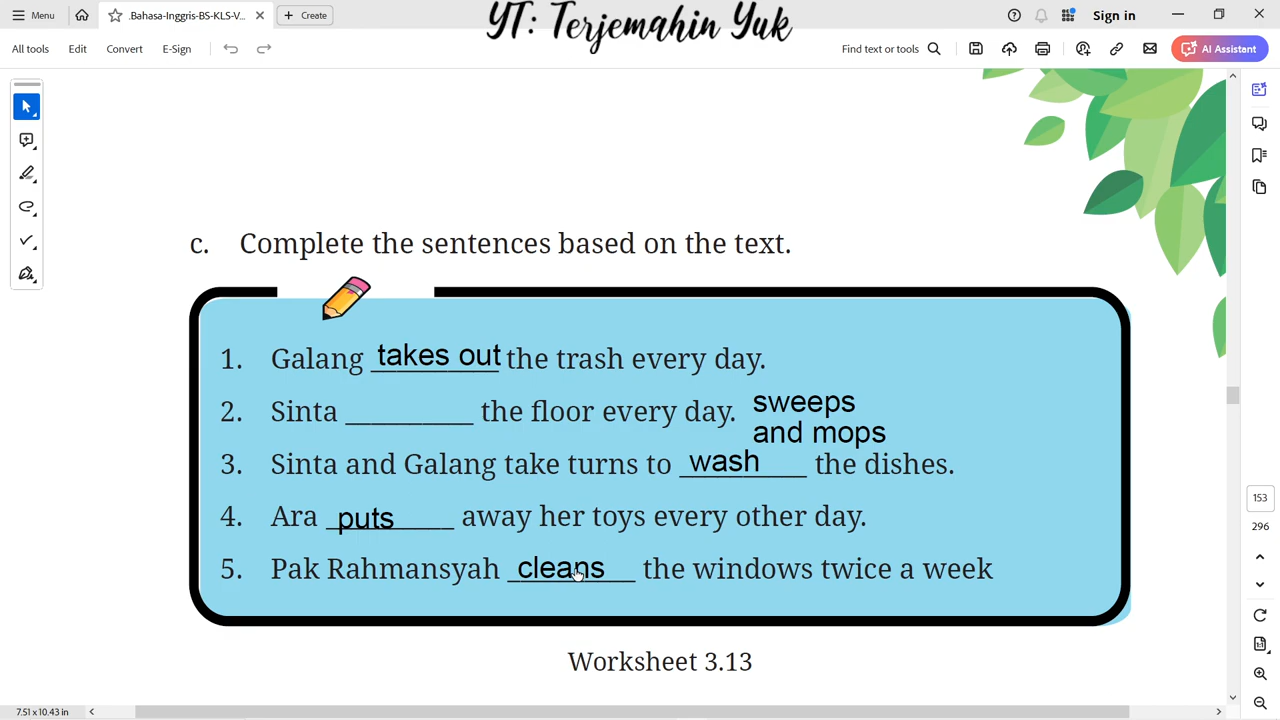 Menu
.Bahasa-Inggris-BS-KLS-V...
Create
YT: Terjemahin Yuk
Sign in
All tools Edit Convert E-Sign
Find text or tools
AI Assistant
c. Complete the sentences based on the text.
1. Galang takes out the trash every day.
2. Sinta __________ the floor every day. sweeps
and mops
3. Sinta and Galang take turns to wash the dishes.
4. Ara puts away her toys every other day.
5. Pak Rahmansyah cleans the windows twice a week
Worksheet 3.13
153
296
7.51 x 10.43 in